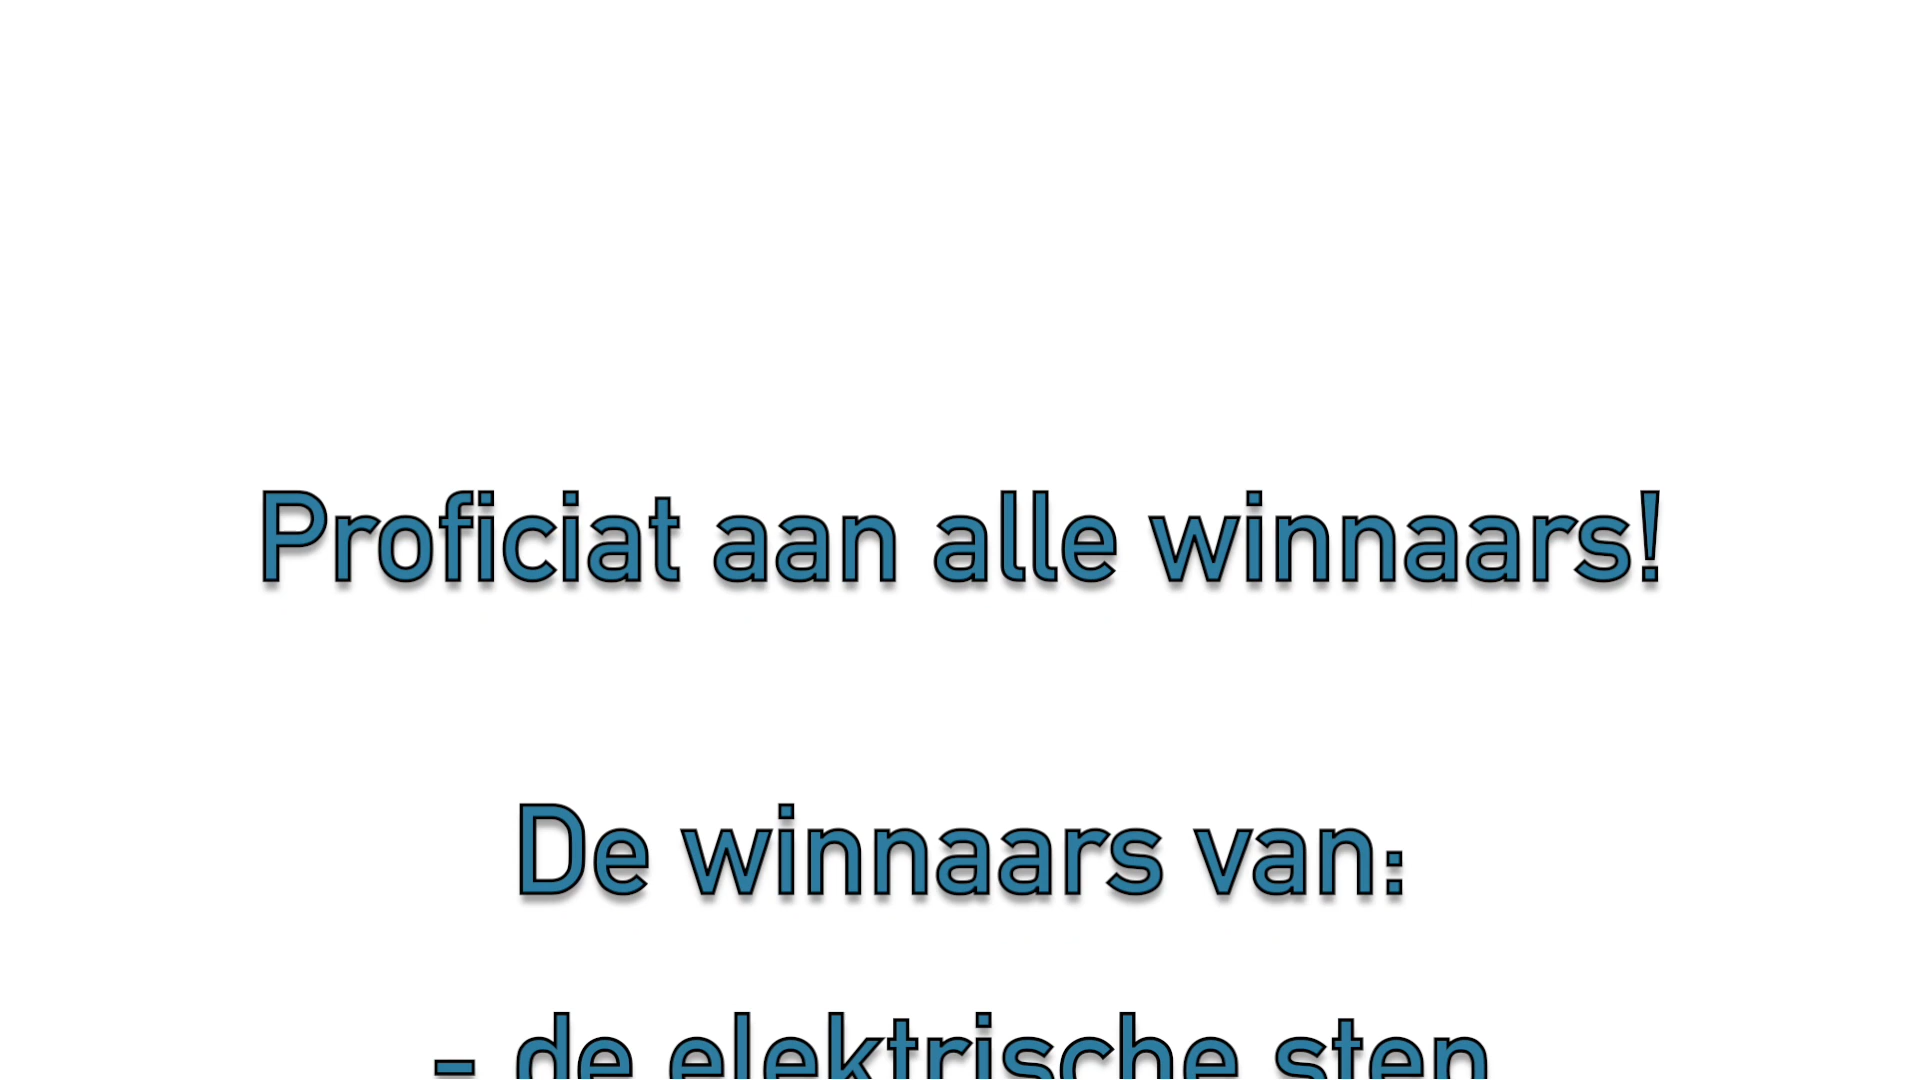 Proficiat aan alle winnaars!
De winnaars van:
- de elektrische